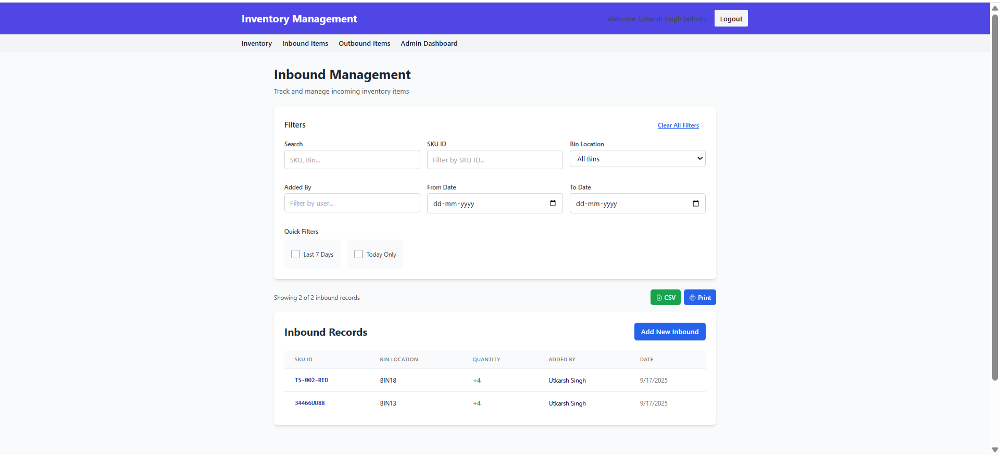 Inventory Management
Welcome, Utkarsh Singh (admin) Logout
Inventory Inbound Items Outbound Items Admin Dashboard
Inbound Management
Track and manage incoming inventory items
Filters Clear All Filters
Search SKU ID Bin Location
SKU, Bin... Filter by SKU ID... All Bins
Added By From Date To Date
Filter by user... dd-mm-yyyy dd-mm-yyyy
Quick Filters
Last 7 Days Today Only
Showing 2 of 2 inbound records CSV Print
Inbound Records Add New Inbound
SKU ID BIN LOCATION QUANTITY ADDED BY DATE
TS-002-RED BIN18 +4 Utkarsh Singh 9/17/2025
34466UU88 BIN13 +4 Utkarsh Singh 9/17/2025